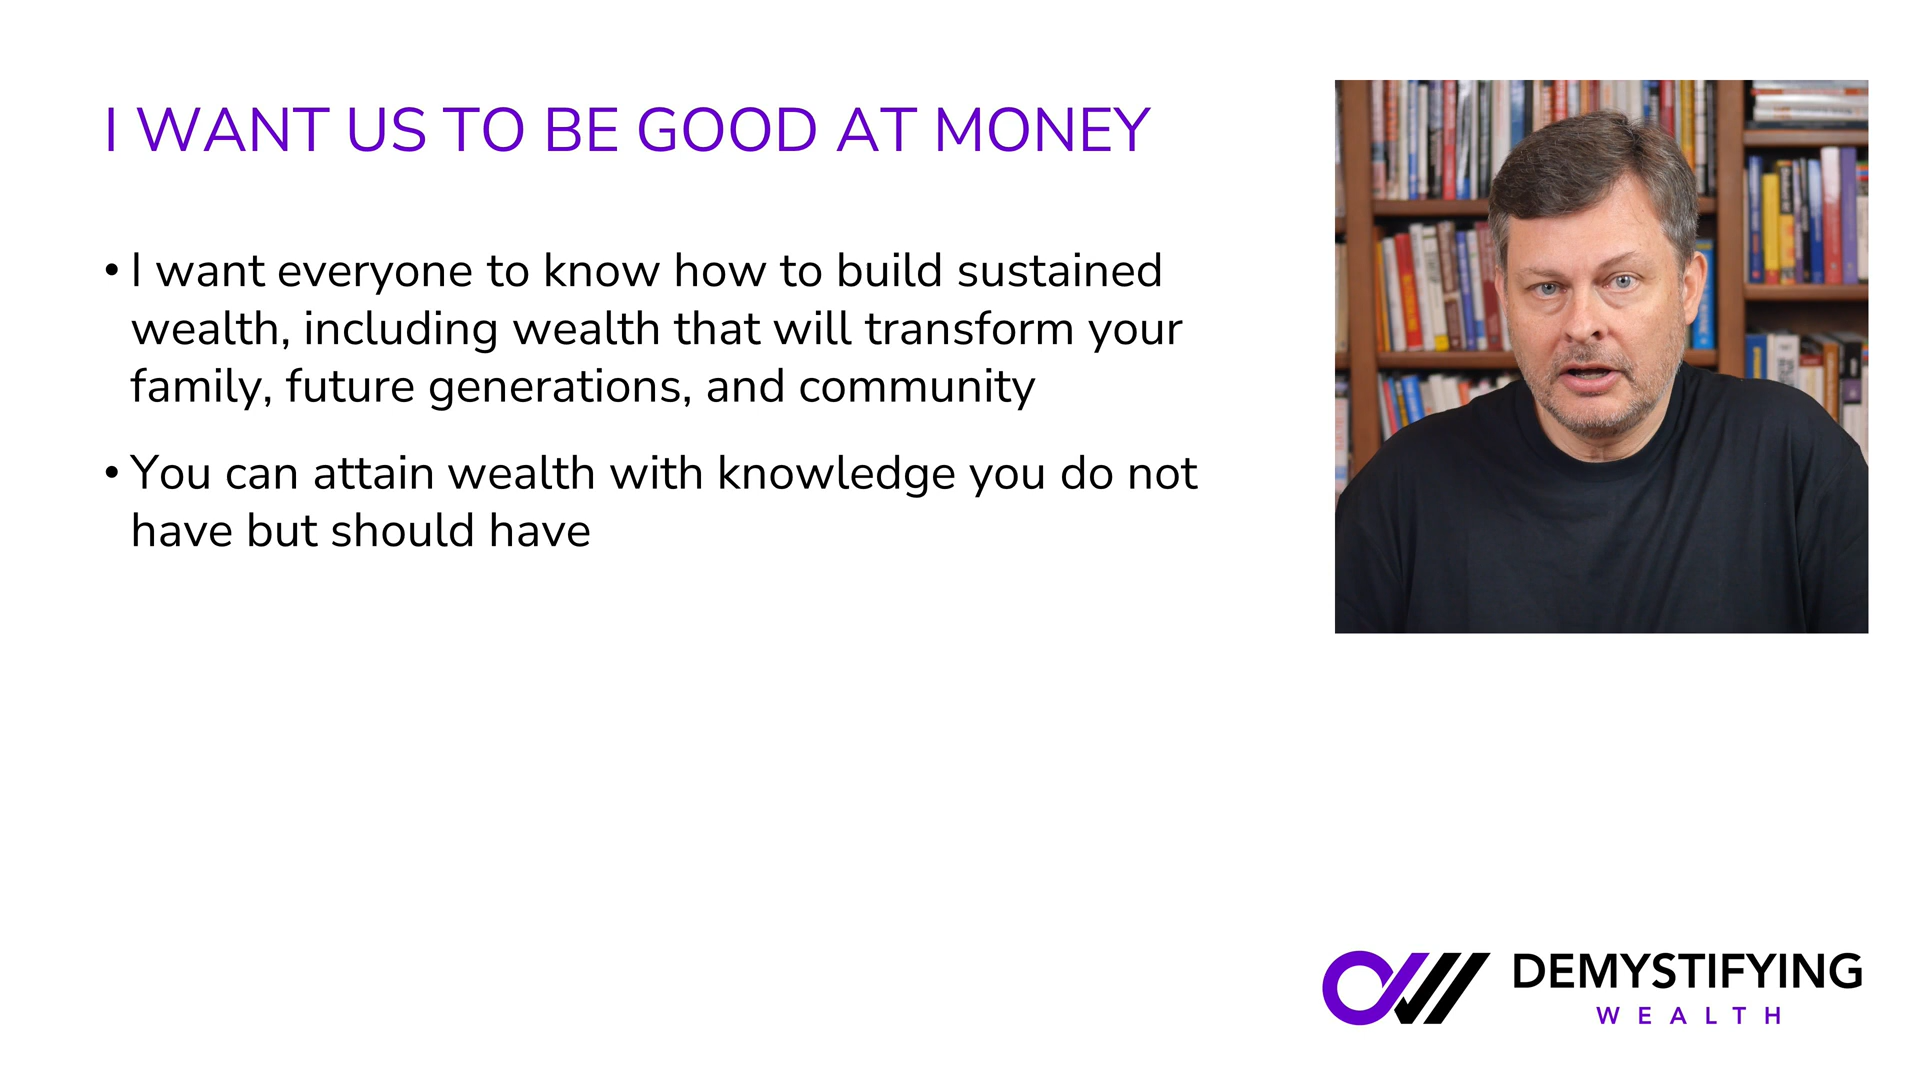 I WANT US TO BE GOOD AT MONEY
• I want everyone to know how to build sustained
wealth, including wealth that will transform your
family, future generations, and community
• You can attain wealth with knowledge you do not
have but should have
DEMYSTIFYING
WEALTH